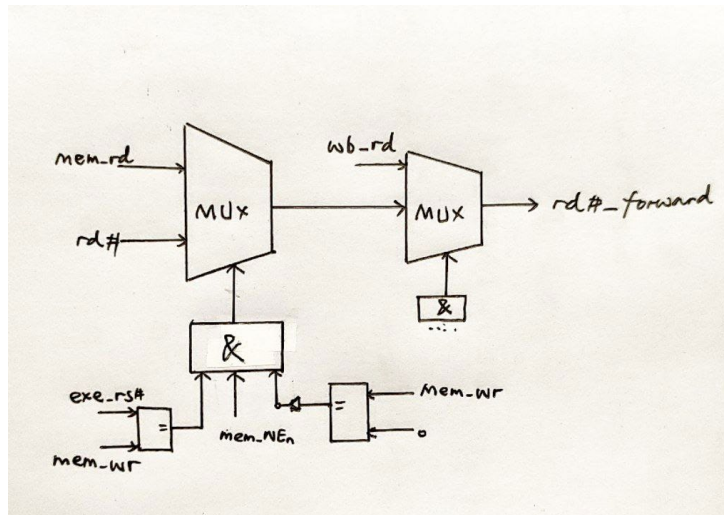 mem_rd
rd#
MUX
wb_rd
MUX
rd#_forward
&
&
.....
exe_rs#
mem_wr
=
mem_WEn
=
Mem_wr
0